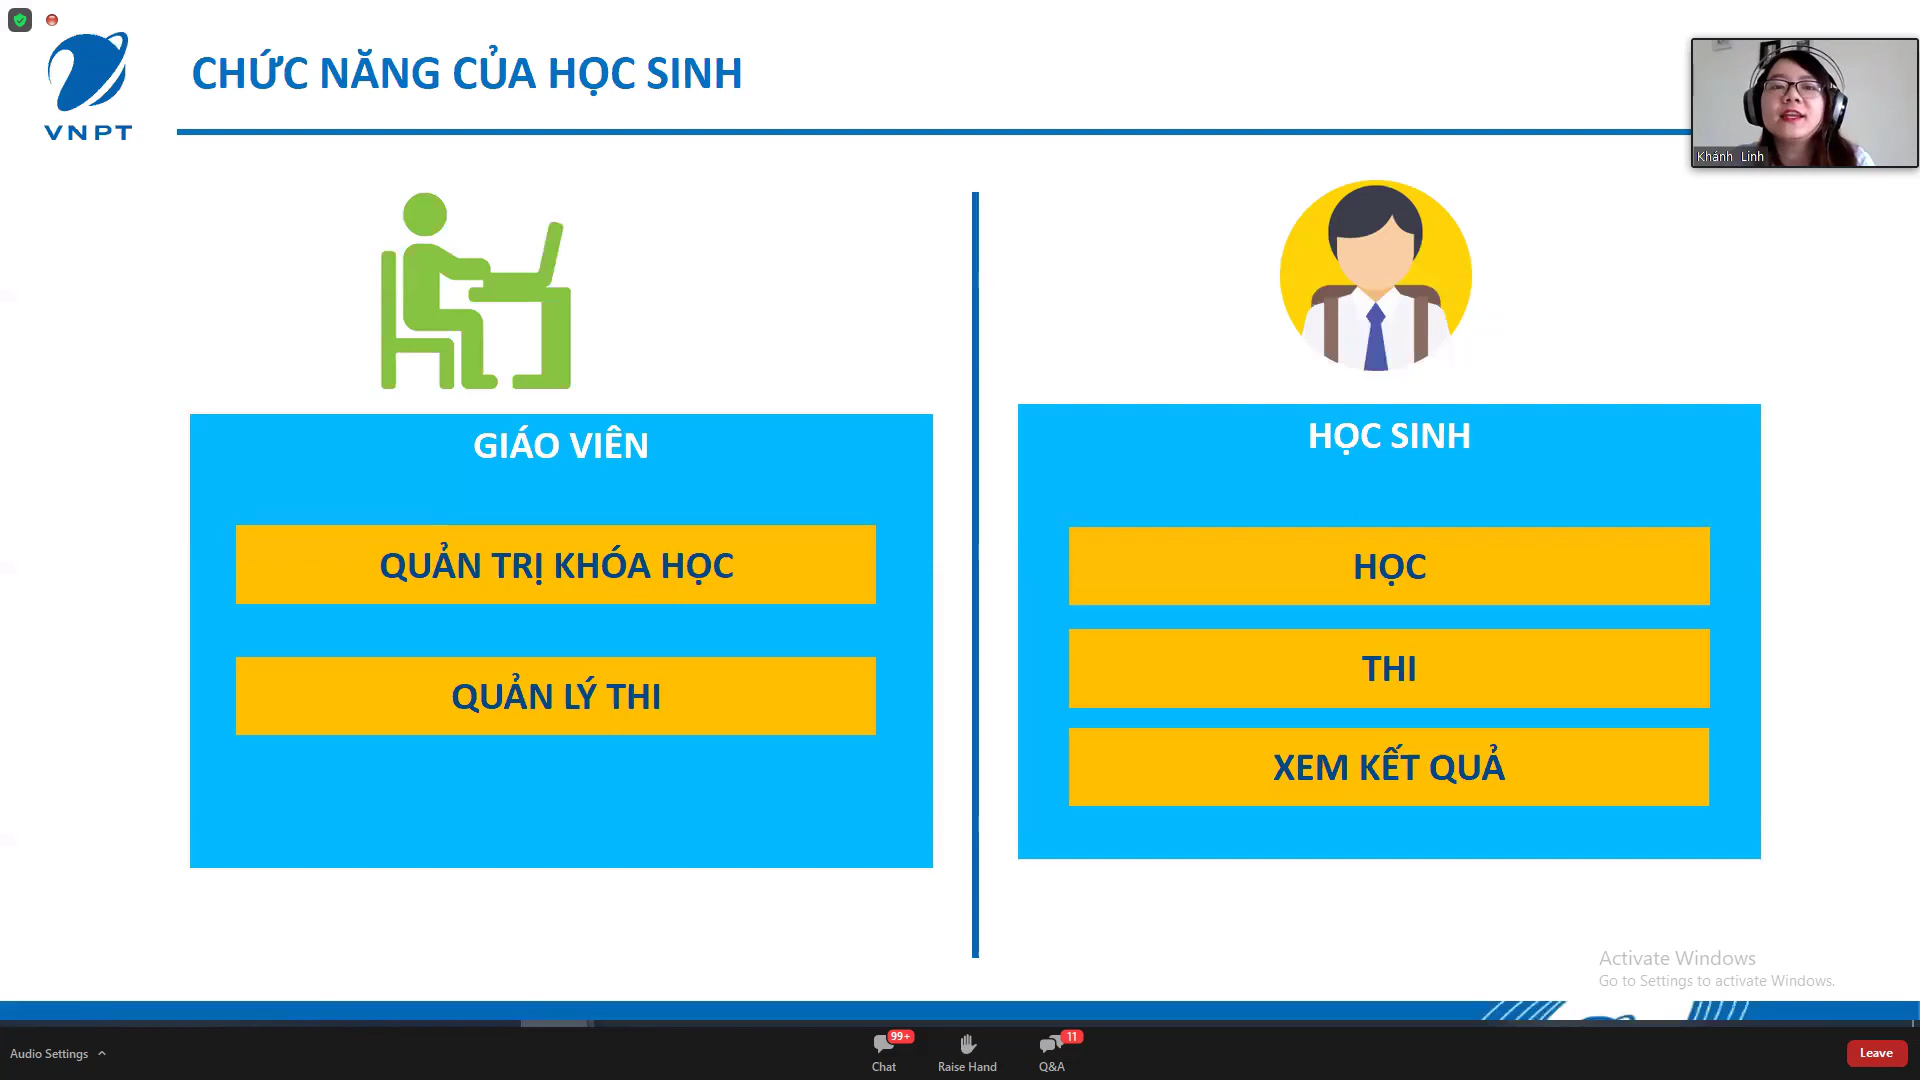 CHỨC NĂNG CỦA HỌC SINH
VNPT
Khánh Linh
GIÁO VIÊN
QUẢN TRỊ KHÓA HỌC
QUẢN LÝ THI
HỌC SINH
HỌC
THI
XEM KẾT QUẢ
Activate Windows
Go to Settings to activate Windows.
Audio Settings
99+
Chat
Raise Hand
11
Q&A
Leave